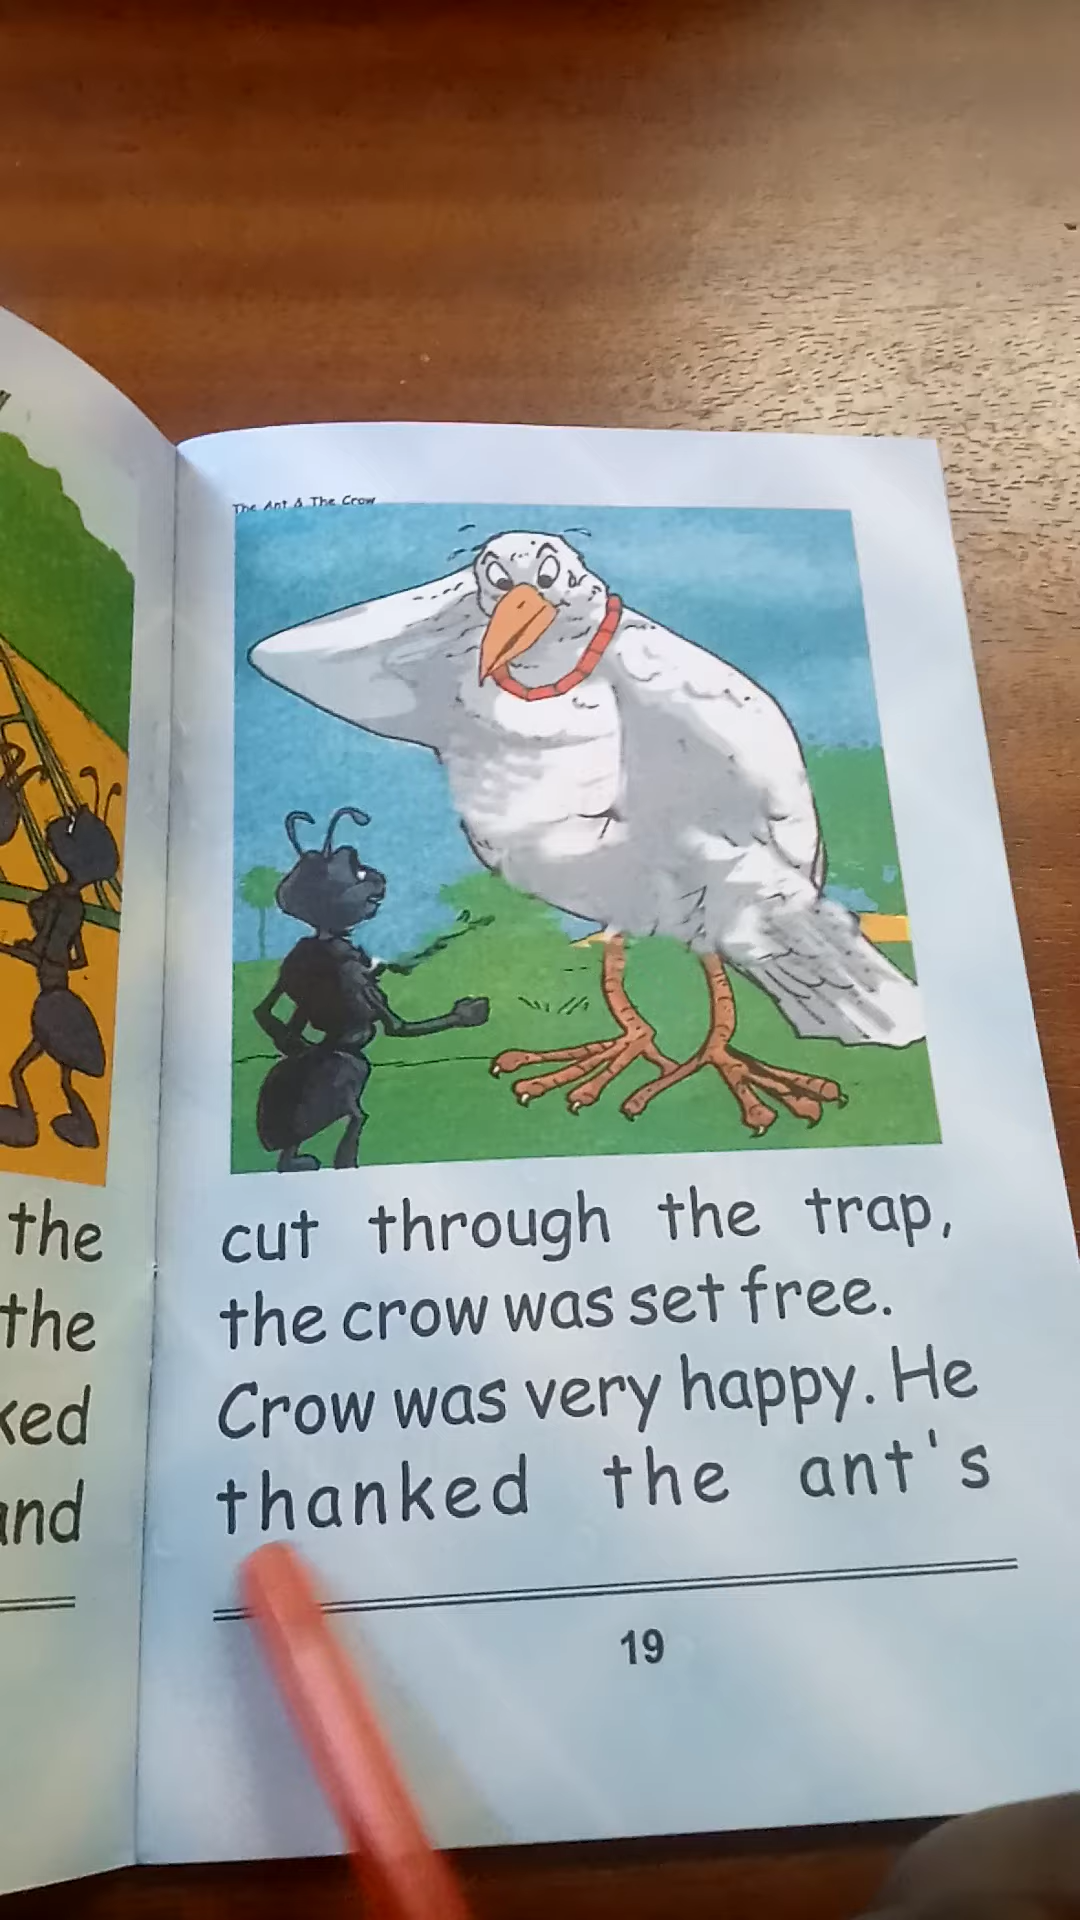 the
the
ked
and
The Ant & The Crow
cut through the trap,
the crow was set free.
Crow was very happy. He
thanked the ant's
19